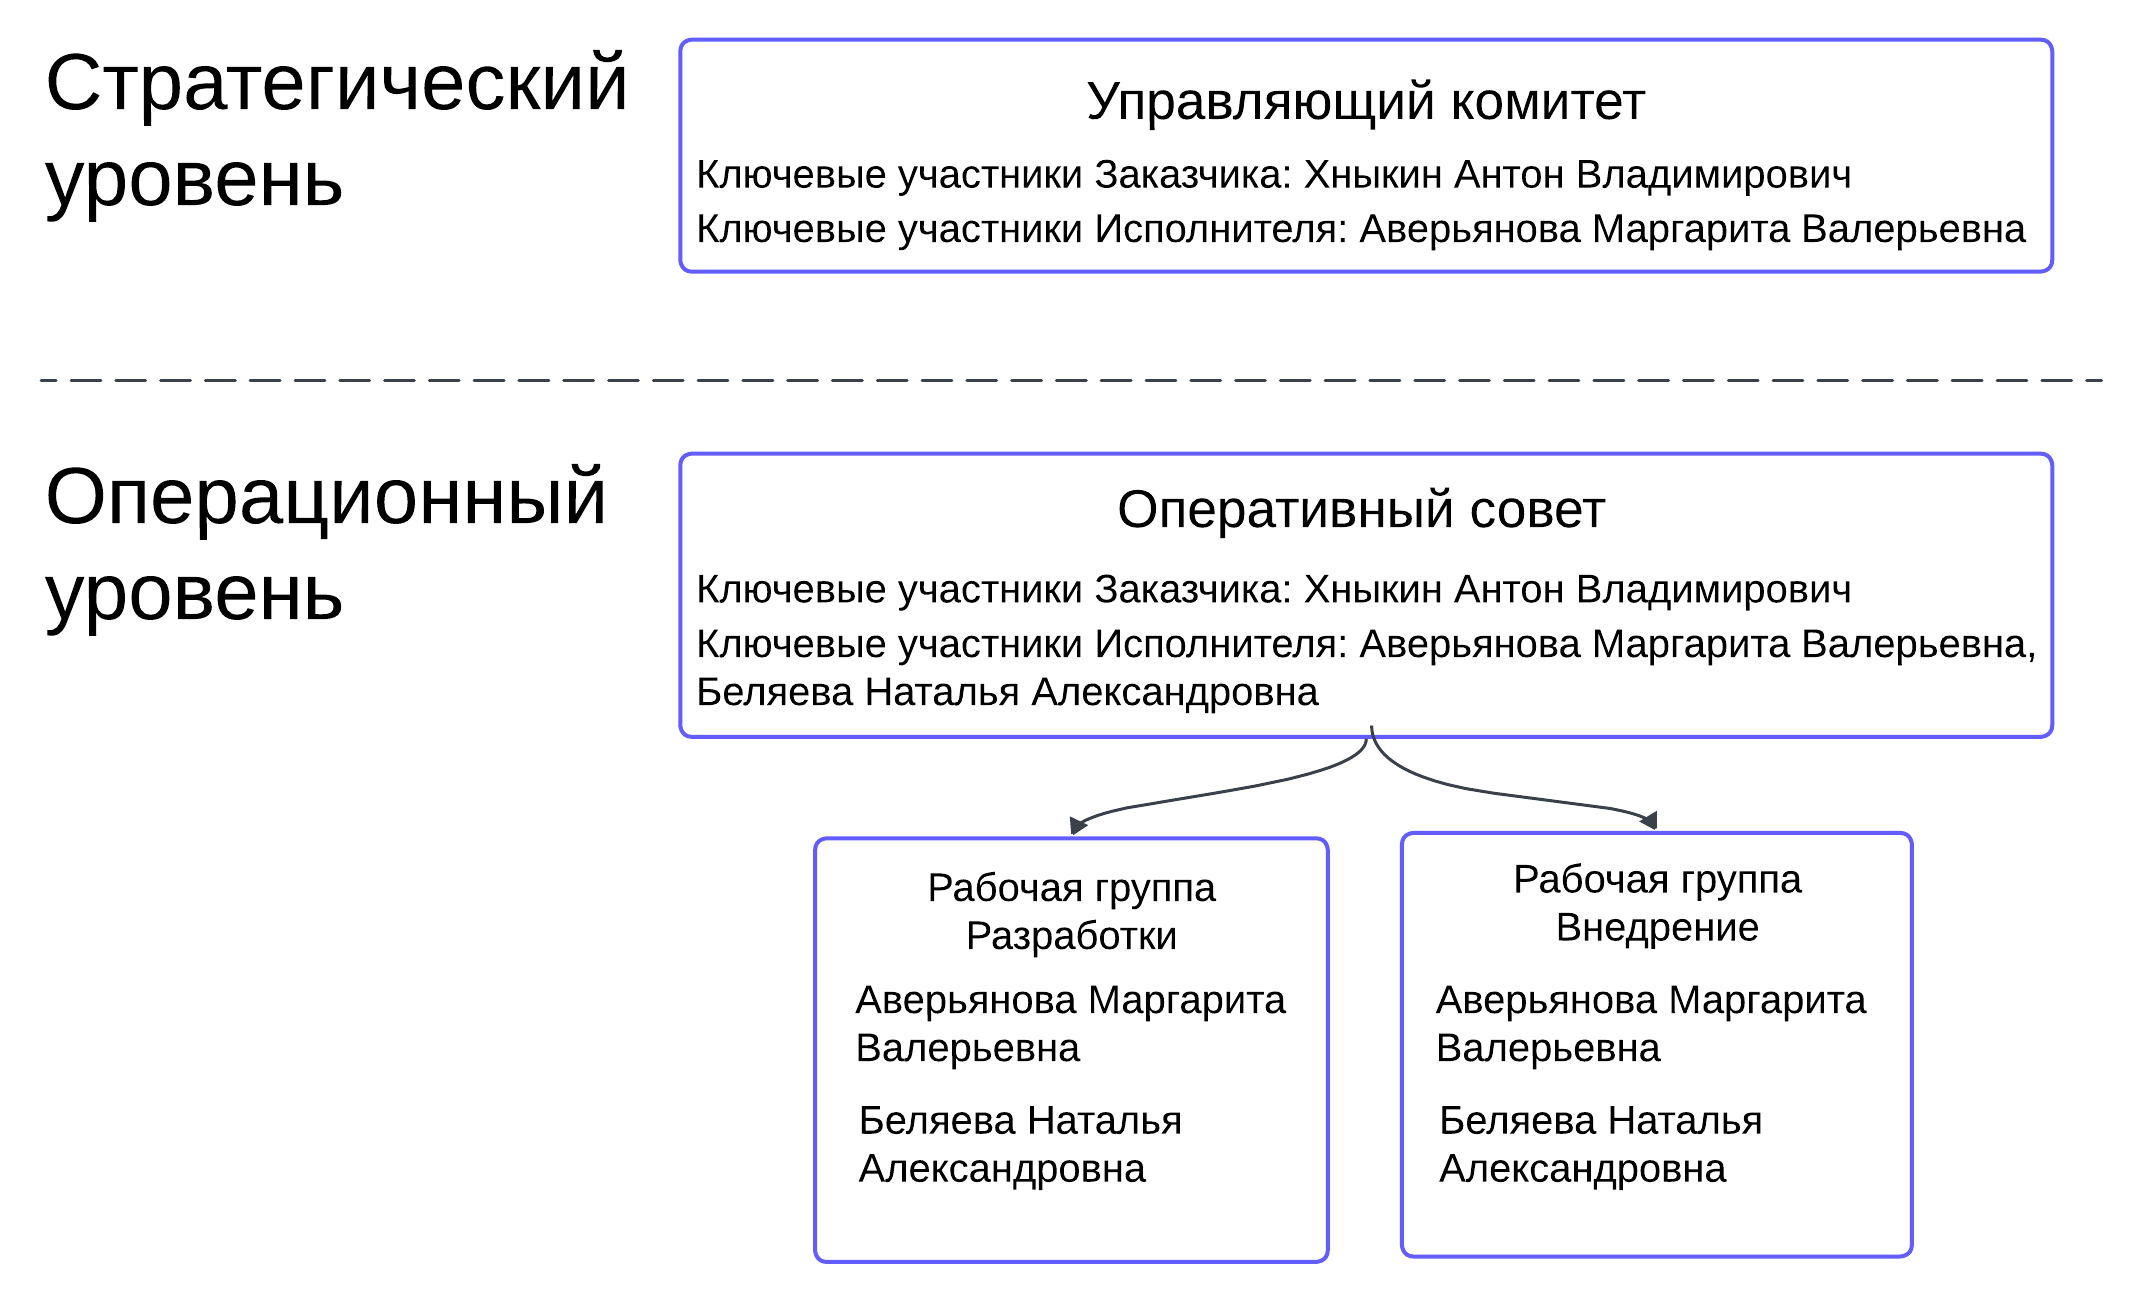 Стратегический
уровень
Управляющий комитет
Ключевые участники Заказчика: Хныкин Антон Владимирович
Ключевые участники Исполнителя: Аверьянова Маргарита Валерьевна
Операционный
уровень
Оперативный совет
Ключевые участники Заказчика: Хныкин Антон Владимирович
Ключевые участники Исполнителя: Аверьянова Маргарита Валерьевна,
Беляева Наталья Александровна
Рабочая группа
Разработки
Аверьянова Маргарита
Валерьевна
Беляева Наталья
Александровна
Рабочая группа
Внедрение
Аверьянова Маргарита
Валерьевна
Беляева Наталья
Александровна